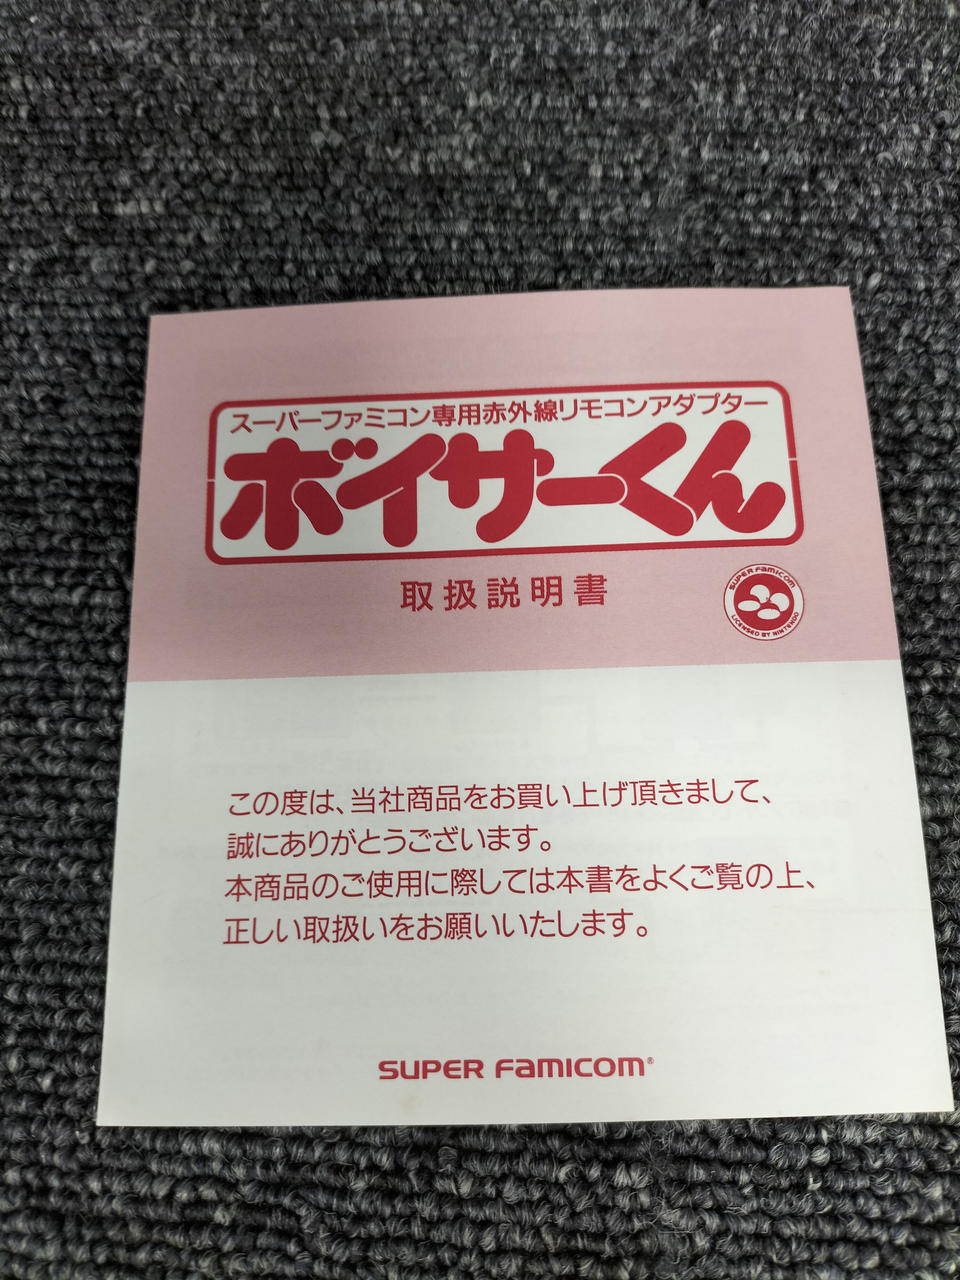 スーパーファミコン専用赤外線リモコンアダプター
ボイサーくん
取扱説明書
SUPER FAMICOM
LICENSED BY NINTENDO
この度は、当社商品をお買い上げ頂きまして、
誠にありがとうございます。
本商品のご使用に際しては本書をよくご覧の上、
正しい取扱いをお願いいたします。
SUPER FAMICOM®